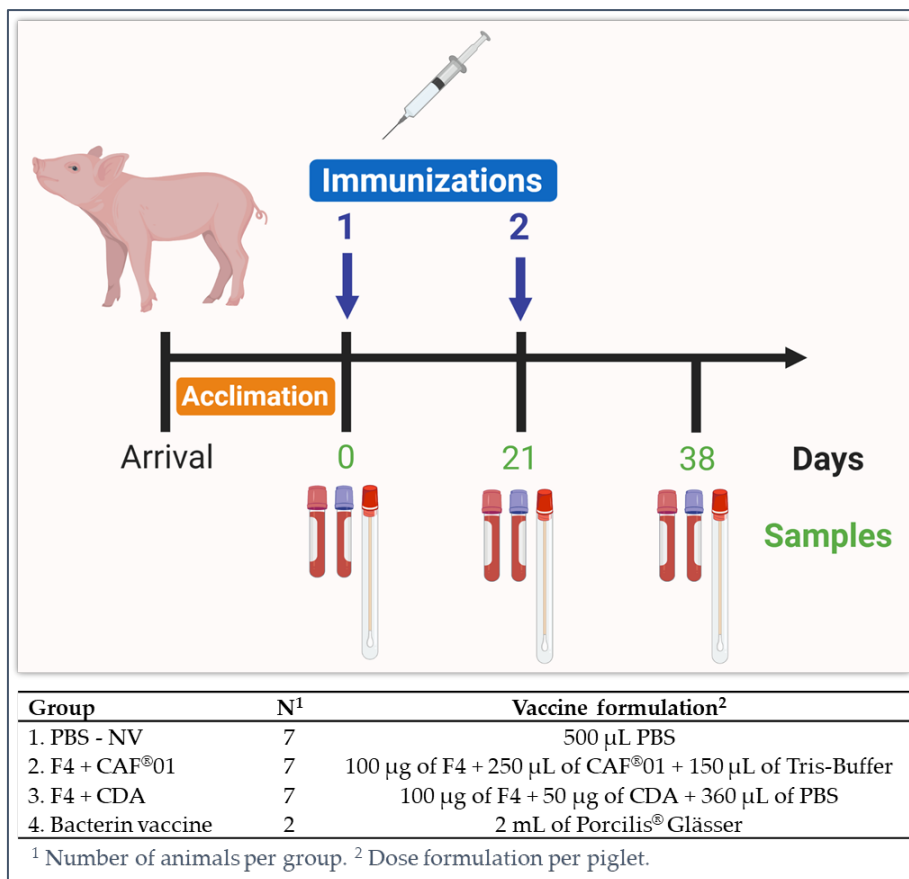 Immunizations
1 2
Acclimation
Arrival 0 21 38 Days
Samples
Group N¹ Vaccine formulation²
1. PBS - NV 7 500 µL PBS
2. F4 + CAF®01 7 100 µg of F4 + 250 µL of CAF®01 + 150 µL of Tris-Buffer
3. F4 + CDA 7 100 µg of F4 + 50 µg of CDA + 360 µL of PBS
4. Bacterin vaccine 2 2 mL of Porcilis® Glässer
¹ Number of animals per group. ² Dose formulation per piglet.